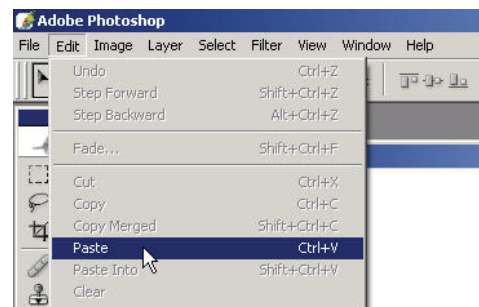 Adobe Photoshop
File Edit Image Layer Select Filter View Window Help
Undo Ctrl+Z
Step Forward Shift+Ctrl+Z
Step Backward Alt+Ctrl+Z
Fade... Shift+Ctrl+F
Cut Ctrl+X
Copy Ctrl+C
Copy Merged Shift+Ctrl+C
Paste Ctrl+V
Paste Into Shift+Ctrl+V
Clear